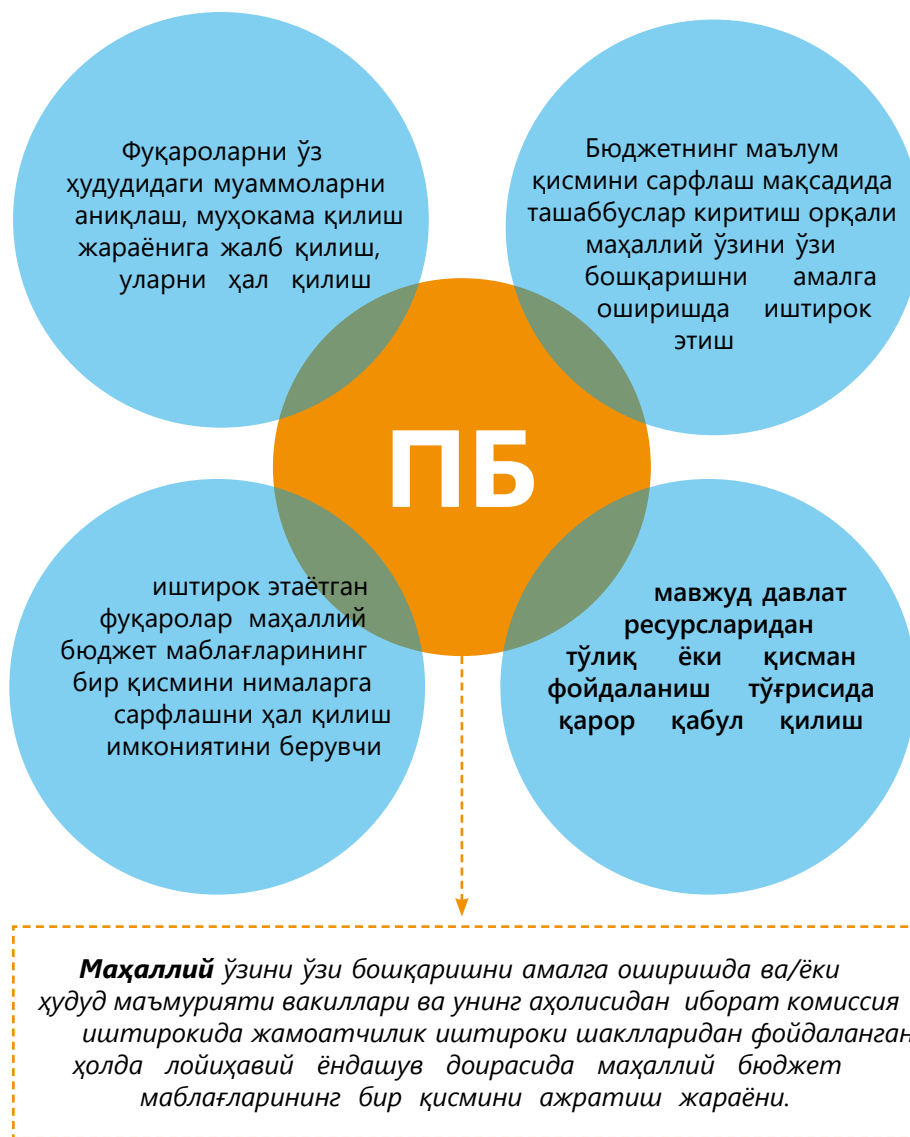 Фуқароларни ўз
ҳудудидаги муаммоларни
аниқлаш, муҳокама қилиш
жараёнига жалб қилиш,
уларни ҳал қилиш
Бюджетнинг маълум
қисмини сарфлаш мақсадида
ташаббуслар киритиш орқали
маҳаллий ўзини ўзи
бошқаришни амалга
оширишда иштирок
этиш
ПБ
иштирок этаётган
фуқаролар маҳаллий
бюджет маблағларининг
бир қисмини нималарга
сарфлашни ҳал қилиш
имкониятини берувчи
мавжуд давлат
ресурсларидан
тўлиқ ёки қисман
фойдаланиш тўғрисида
қарор қабул қилиш
Маҳаллий ўзини ўзи бошқаришни амалга оширишда ва/ёки
ҳудуд маъмурияти вакиллари ва унинг аҳолисидан иборат комиссия
иштирокида жамоатчилик иштироки шаклларидан фойдаланган
ҳолда лойиҳавий ёндашув доирасида маҳаллий бюджет
маблағларининг бир қисмини ажратиш жараёни.